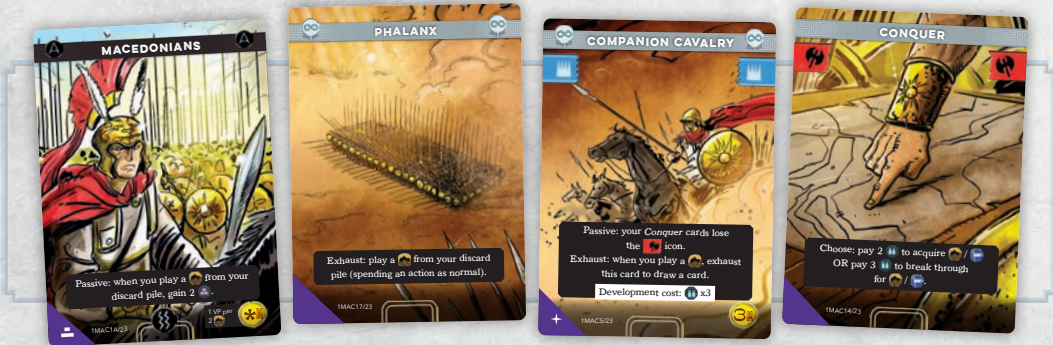 MACEDONIANS
Passive: when you play a from your
discard pile, gain 2 .
1MAC1A/23
1 VP per
2
*
PHALANX
Exhaust: play a from your discard
pile (spending an action as normal).
1MAC17/23
COMPANION CAVALRY
Passive: your Conquer cards lose
the icon.
Exhaust: when you play a , exhaust
this card to draw a card.
Development cost: x3
1MAC5/23
3
CONQUER
Choose: pay 2 to acquire /
OR pay 3 to break through
for / .
1MAC14/23